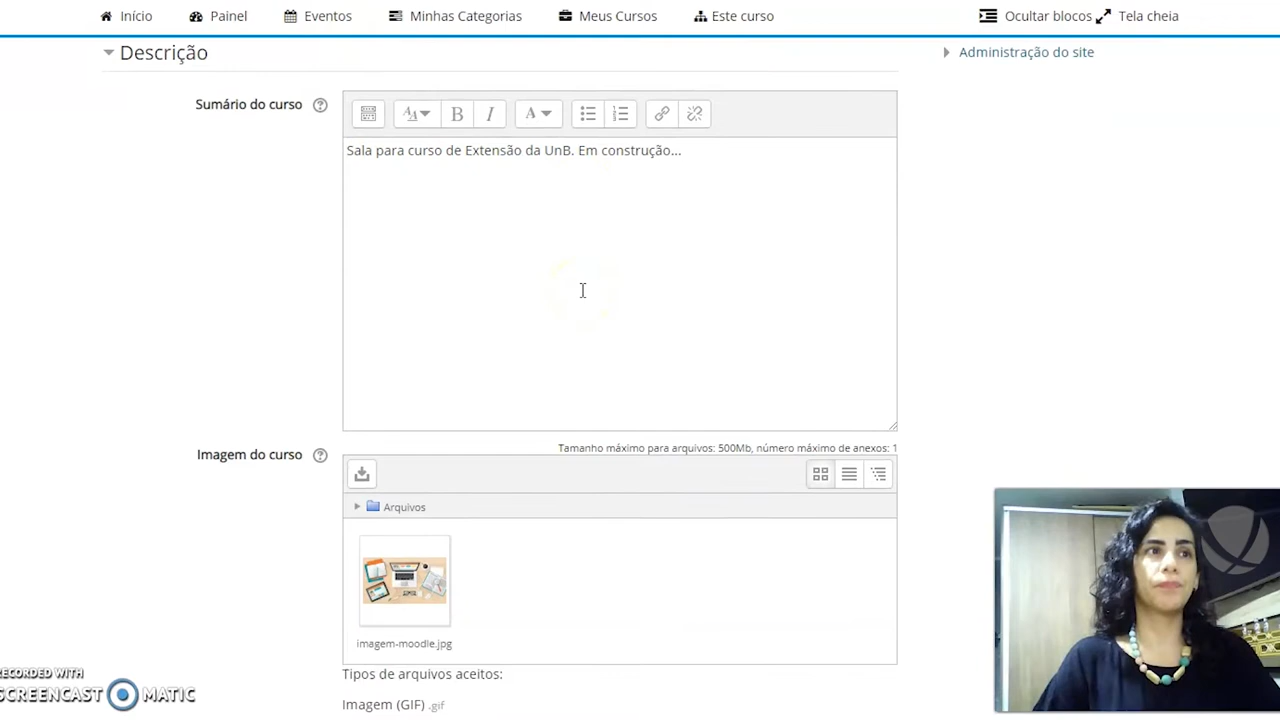 Início Painel Eventos Minhas Categorias Meus Cursos Este curso Ocultar blocos Tela cheia
Descrição
Administração do site
Sumário do curso
Sala para curso de Extensão da UnB. Em construção...
Tamanho máximo para arquivos: 500Mb, número máximo de anexos: 1
Imagem do curso
Arquivos
imagem-moodle.jpg
Tipos de arquivos aceitos:
Imagem (GIF) .gif
RECORDED WITH
SCREENCAST MATIC